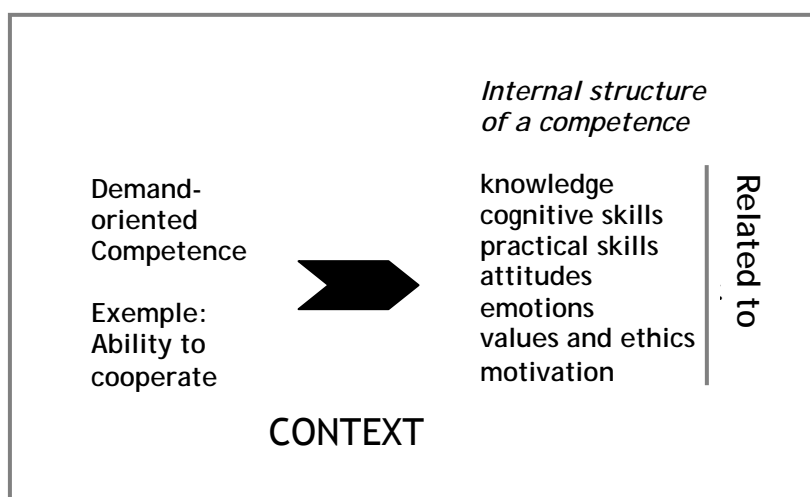 Internal structure
of a competence
Demand-
oriented
Competence
Exemple:
Ability to
cooperate
knowledge
cognitive skills
practical skills
attitudes
emotions
values and ethics
motivation
Related to
CONTEXT